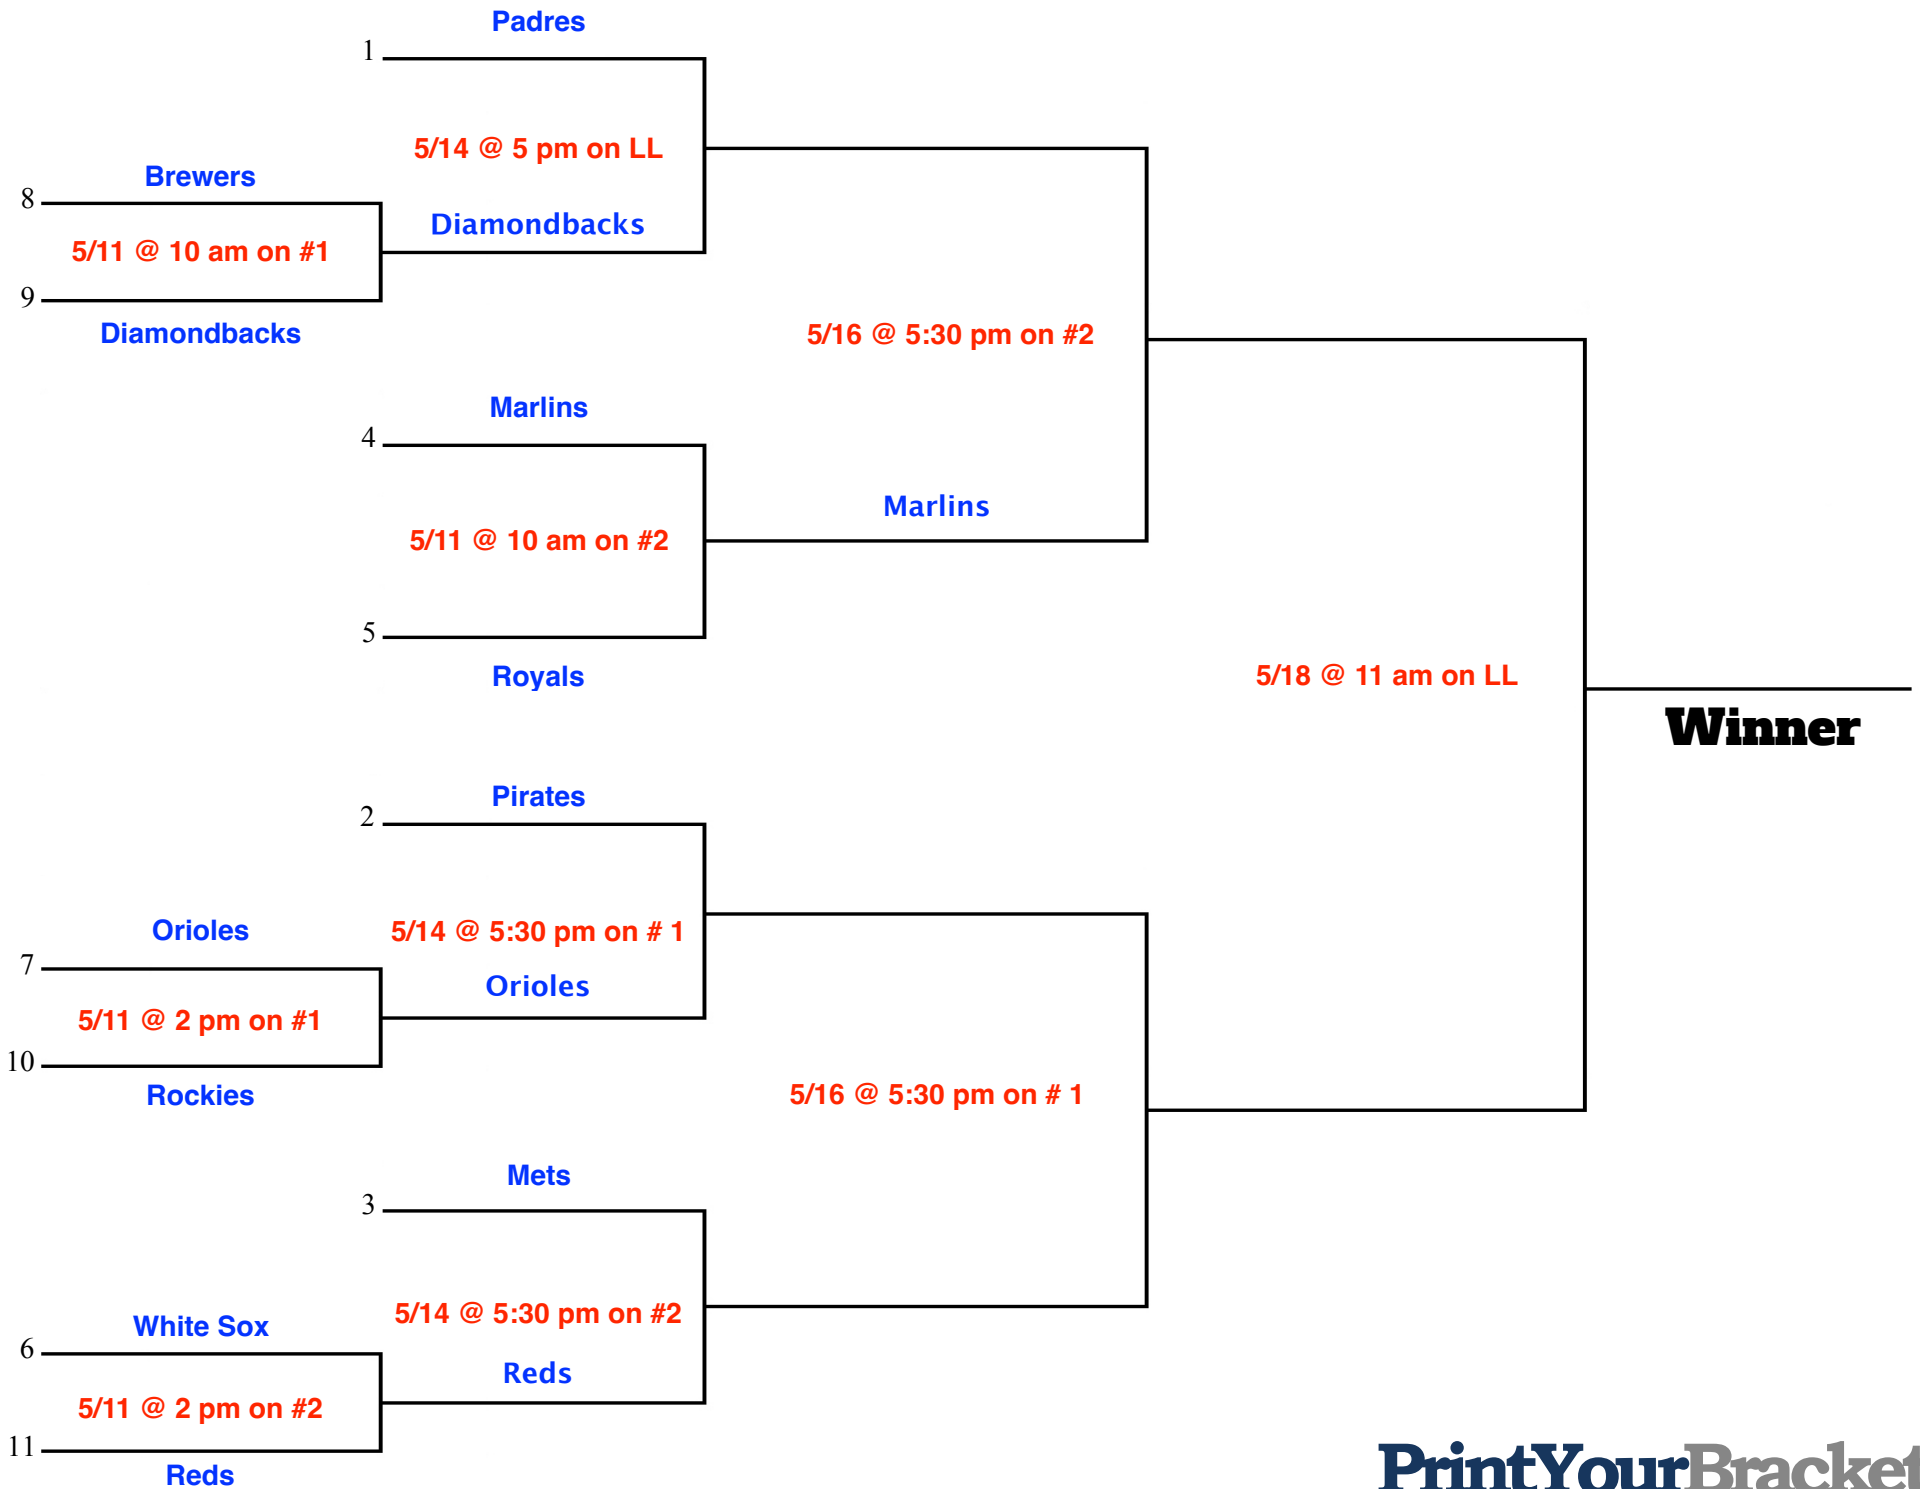 Padres
1
5/14 @ 5 pm on LL
Brewers
8
Diamondbacks
5/11 @ 10 am on #1
9
Diamondbacks
5/16 @ 5:30 pm on #2
Marlins
4
Marlins
5/11 @ 10 am on #2
5
Royals
5/18 @ 11 am on LL
Winner
Pirates
2
Orioles
5/14 @ 5:30 pm on # 1
7
Orioles
5/11 @ 2 pm on #1
10
Rockies
5/16 @ 5:30 pm on # 1
Mets
3
White Sox
5/14 @ 5:30 pm on #2
6
Reds
5/11 @ 2 pm on #2
11
Reds
PrintYourBracket